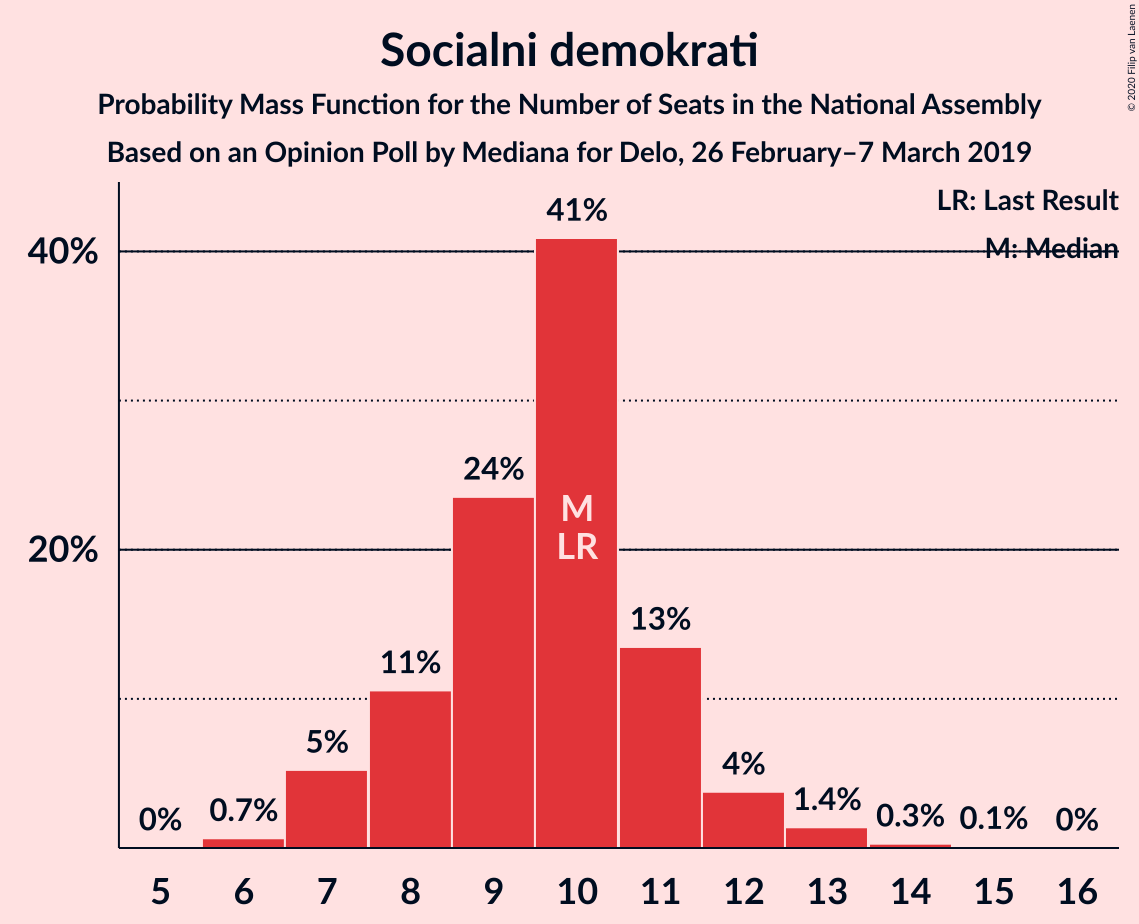 Socialni demokrati
Probability Mass Function for the Number of Seats in the National Assembly
Based on an Opinion Poll by Mediana for Delo, 26 February–7 March 2019
© 2020 Filip van Laenen
LR: Last Result
M: Median
40%
20%
0%
0.7%
5%
11%
24%
41%
M
LR
13%
4%
1.4%
0.3%
0.1%
0%
5 6 7 8 9 10 11 12 13 14 15 16